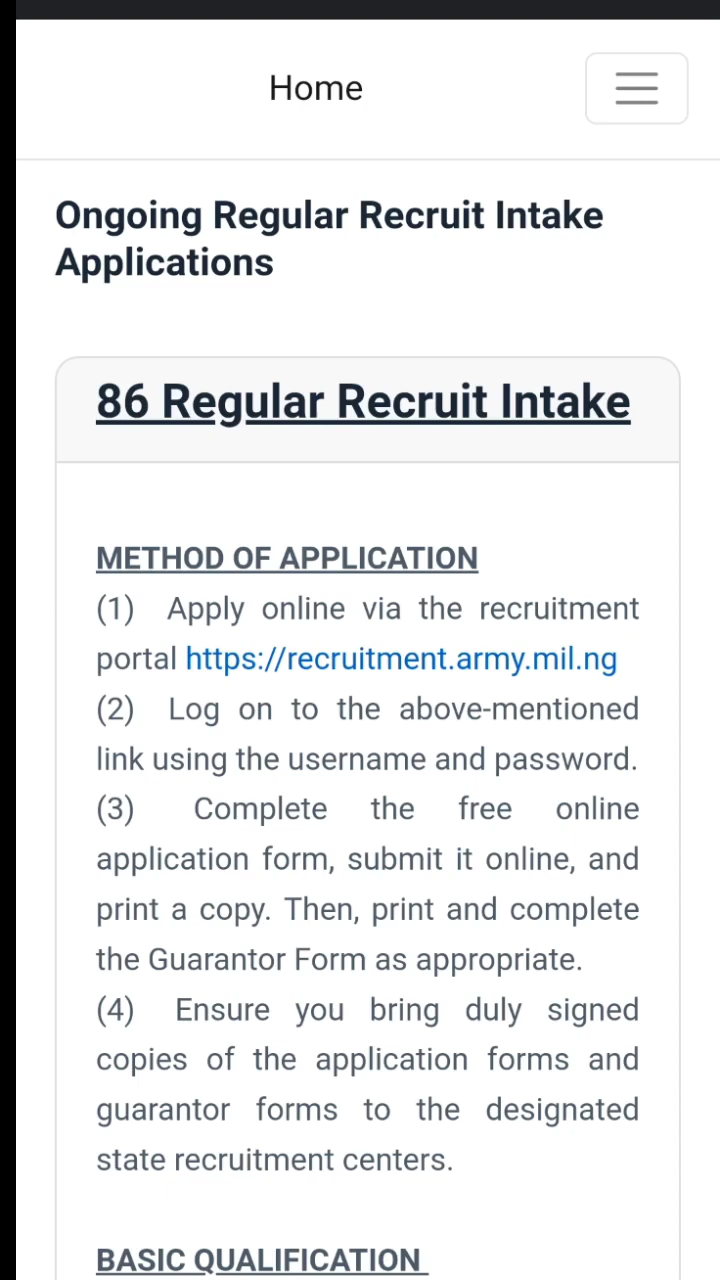 Home
Ongoing Regular Recruit Intake
Applications
86 Regular Recruit Intake
METHOD OF APPLICATION
(1) Apply online via the recruitment
portal https://recruitment.army.mil.ng
(2) Log on to the above-mentioned
link using the username and password.
(3) Complete the free online
application form, submit it online, and
print a copy. Then, print and complete
the Guarantor Form as appropriate.
(4) Ensure you bring duly signed
copies of the application forms and
guarantor forms to the designated
state recruitment centers.
BASIC QUALIFICATION